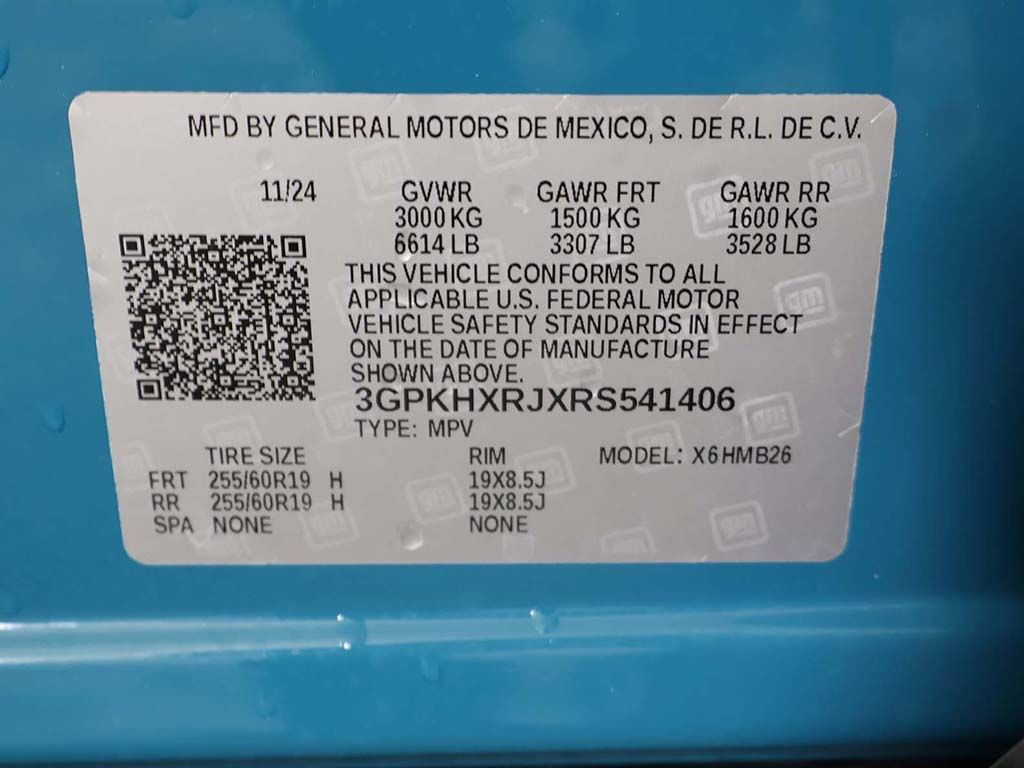 MFD BY GENERAL MOTORS DE MEXICO, S. DE R.L. DE C.V.
11/24 GVWR GAWR FRT GAWR RR
3000 KG 1500 KG 1600 KG
6614 LB 3307 LB 3528 LB
THIS VEHICLE CONFORMS TO ALL
APPLICABLE U.S. FEDERAL MOTOR
VEHICLE SAFETY STANDARDS IN EFFECT
ON THE DATE OF MANUFACTURE
SHOWN ABOVE.
3GPKHXRJXRS541406
TYPE: MPV
TIRE SIZE RIM MODEL: X6HMB26
FRT 255/60R19 H 19X8.5J
RR 255/60R19 H 19X8.5J
SPA NONE NONE